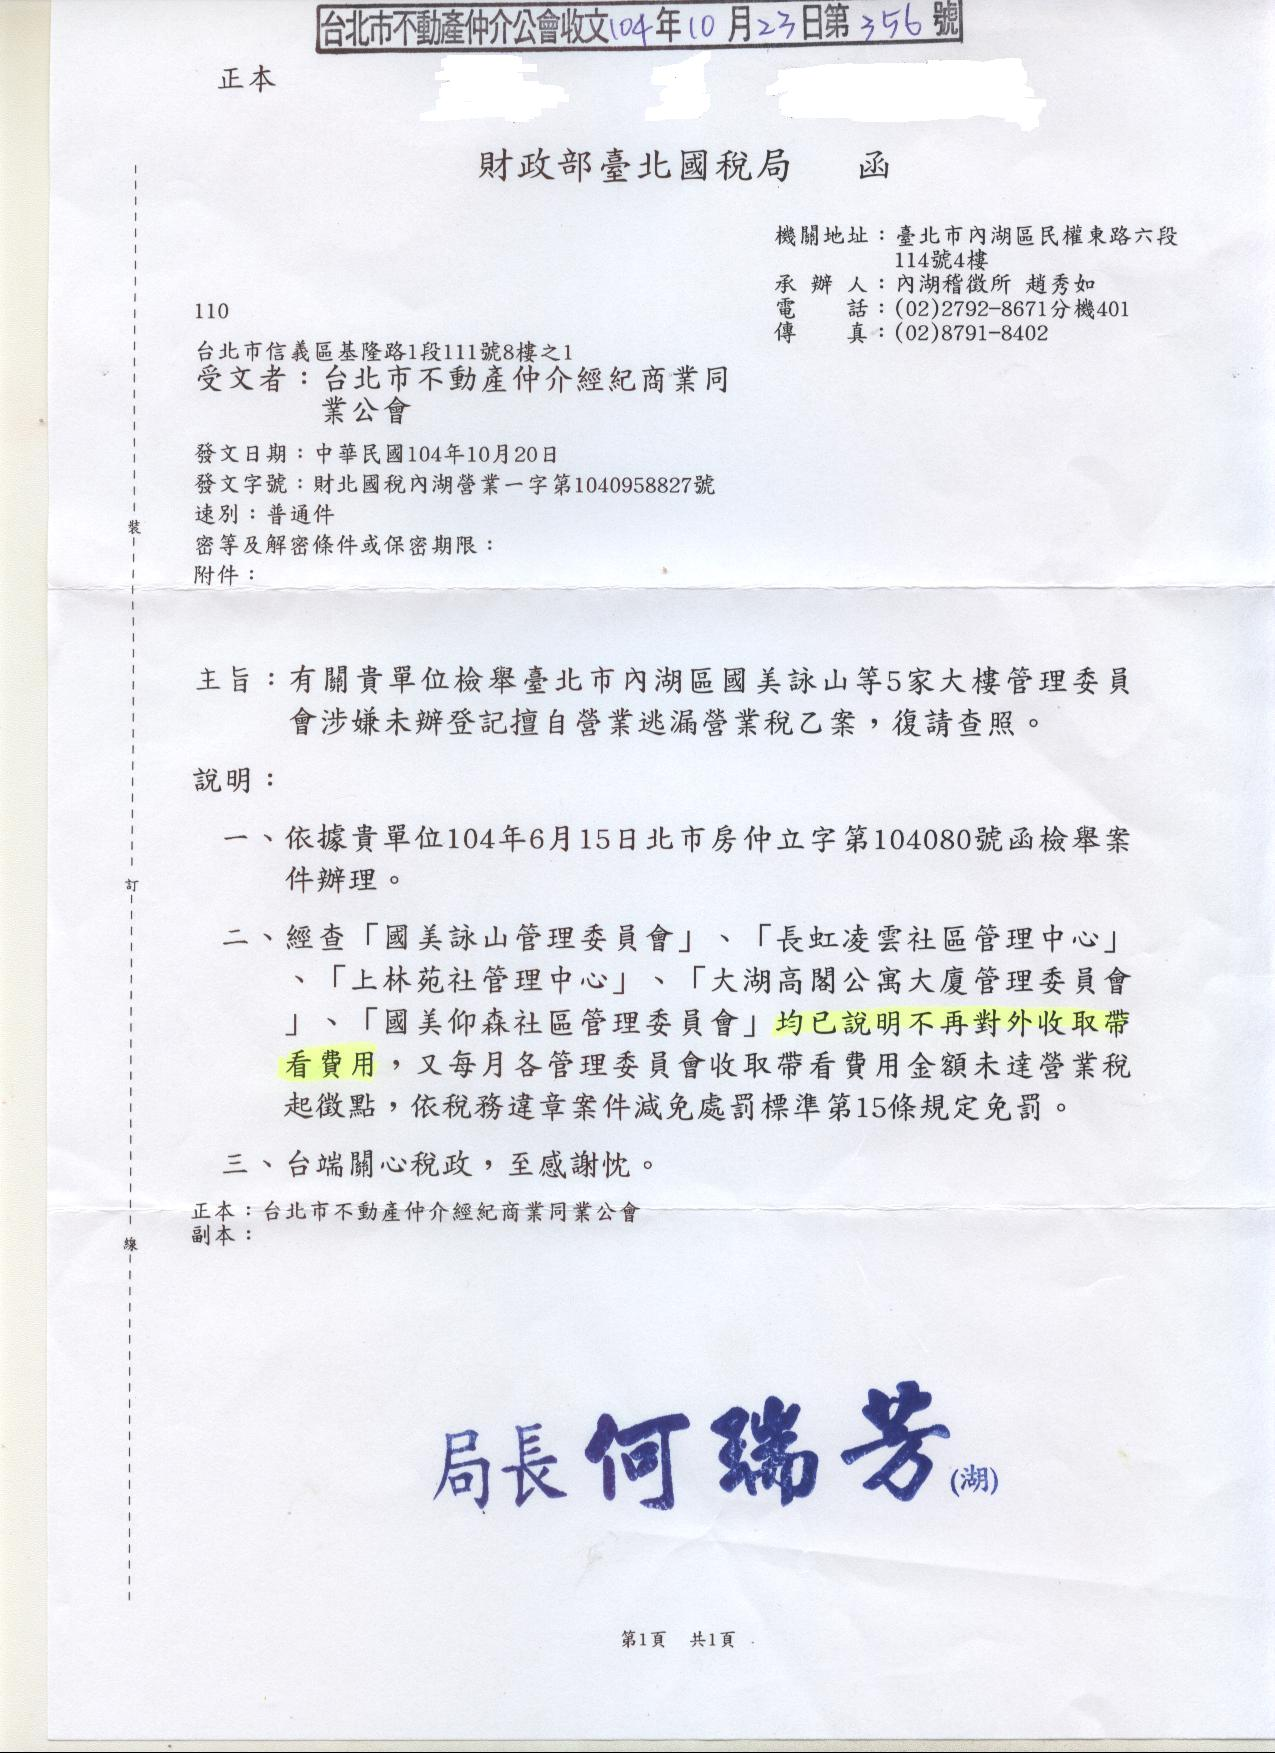 台北市不動產仲介公會收文104年10月23日第356號
正本
財政部臺北國稅局 函
機關地址：臺北市內湖區民權東路六段
114號4樓
承辦人：內湖稽徵所 趙秀如
電話：(02)2792-8671分機401
傳真：(02)8791-8402
110
台北市信義區基隆路1段111號8樓之1
受文者：台北市不動產仲介經紀商業同
業公會
發文日期：中華民國104年10月20日
發文字號：財北國稅內湖營業一字第1040958827號
速別：普通件
密等及解密條件或保密期限：
附件：
裝
主旨：有關貴單位檢舉臺北市內湖區國美詠山等5家大樓管理委員
會涉嫌未辦登記擅自營業逃漏營業稅乙案，復請查照。
說明：
一、依據貴單位104年6月15日北市房仲立字第104080號函檢舉案
件辦理。
訂
二、經查「國美詠山管理委員會」、「長虹凌雲社區管理中心」
、「上林苑社管理中心」、「大湖高閣公寓大廈管理委員會
」、「國美仰森社區管理委員會」均已說明不再對外收取帶
看費用，又每月各管理委員會收取帶看費用金額未達營業稅
起徵點，依稅務違章案件減免處罰標準第15條規定免罰。
三、台端關心稅政，至感謝忱。
正本：台北市不動產仲介經紀商業同業公會
副本：
線
局長 何瑞芳(湖)
第1頁 共1頁